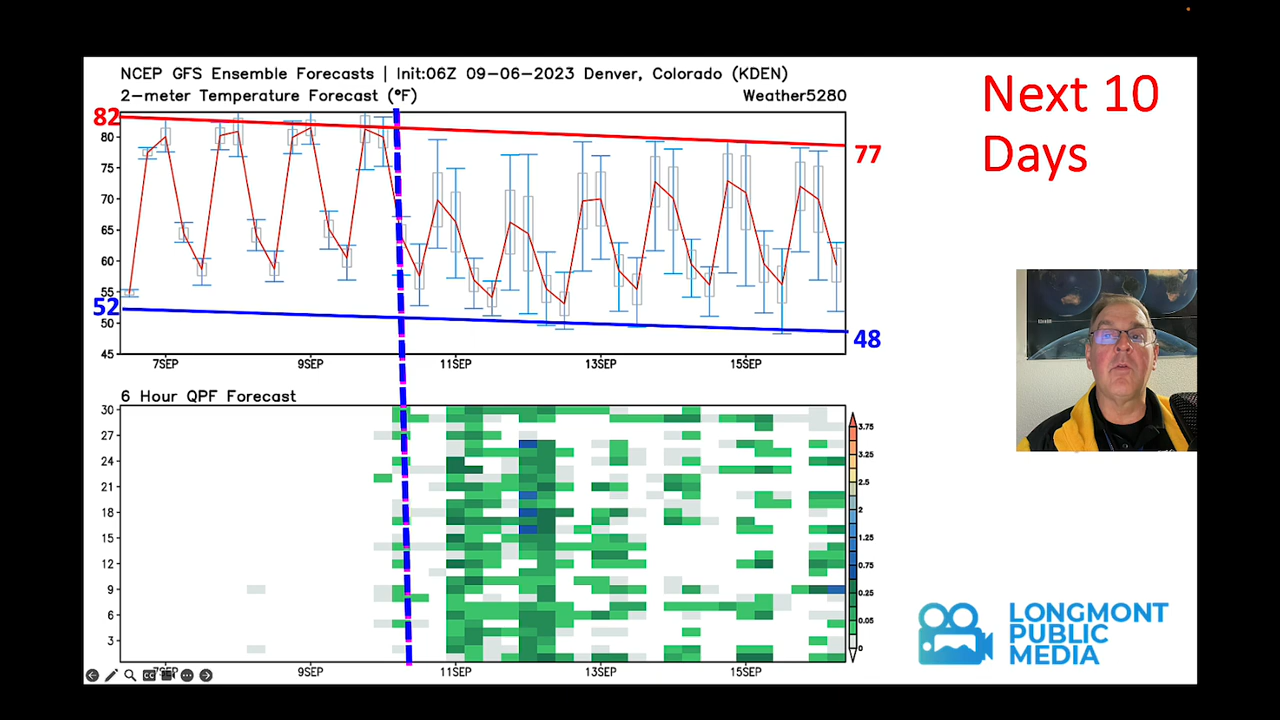 NCEP GFS Ensemble Forecasts | Init:06Z 09-06-2023 Denver, Colorado (KDEN)
2-meter Temperature Forecast (°F)
Weather5280
Next 10
Days
82
80
75
70
65
60
55
50
45
52
77
48
7SEP
9SEP
11SEP
13SEP
15SEP
6 Hour QPF Forecast
30
27
24
21
18
15
12
9
6
3
3.75
3.25
2.5
2
1.25
0.75
0.25
0.05
0
7SEP
9SEP
11SEP
13SEP
15SEP
CC
LONGMONT
PUBLIC
MEDIA